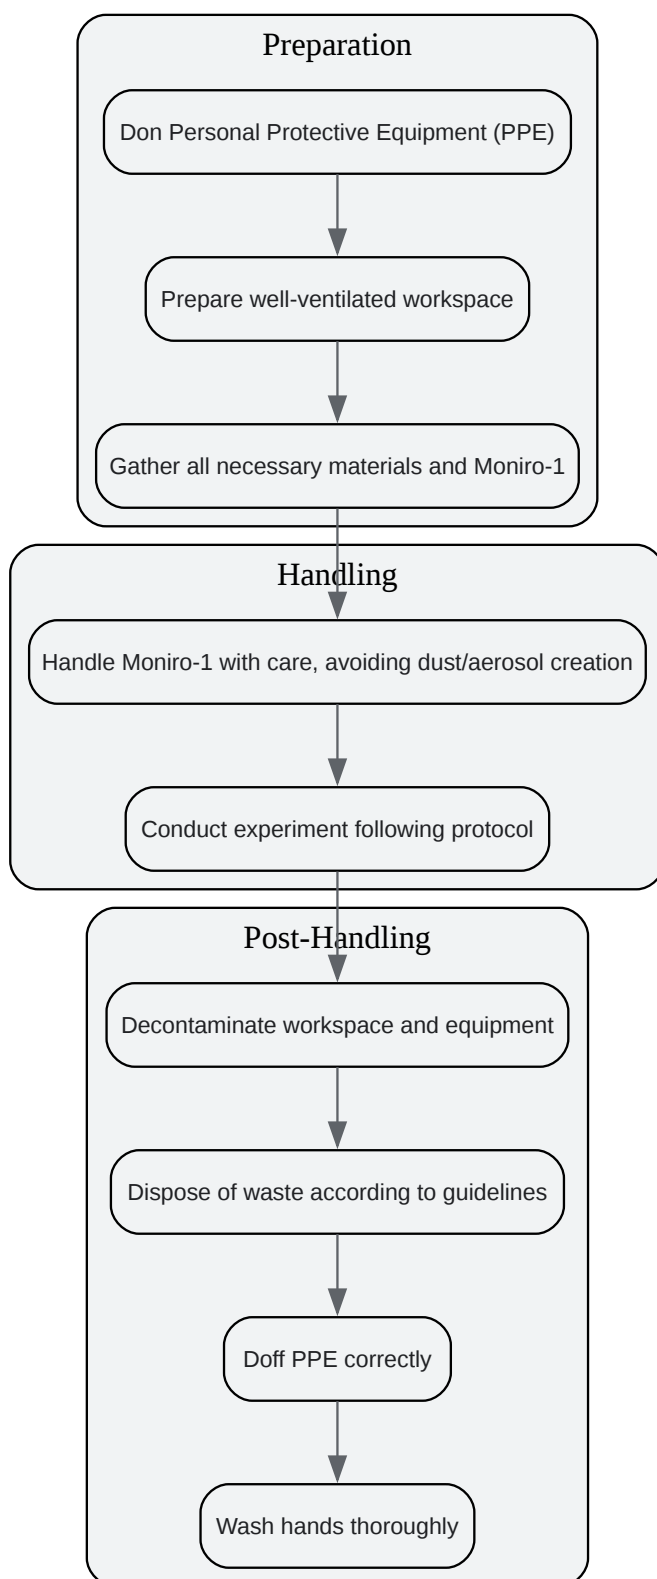 Preparation
Don Personal Protective Equipment (PPE)
Prepare well-ventilated workspace
Gather all necessary materials and Moniro-1
Handling
Handle Moniro-1 with care, avoiding dust/aerosol creation
Conduct experiment following protocol
Post-Handling
Decontaminate workspace and equipment
Dispose of waste according to guidelines
Doff PPE correctly
Wash hands thoroughly